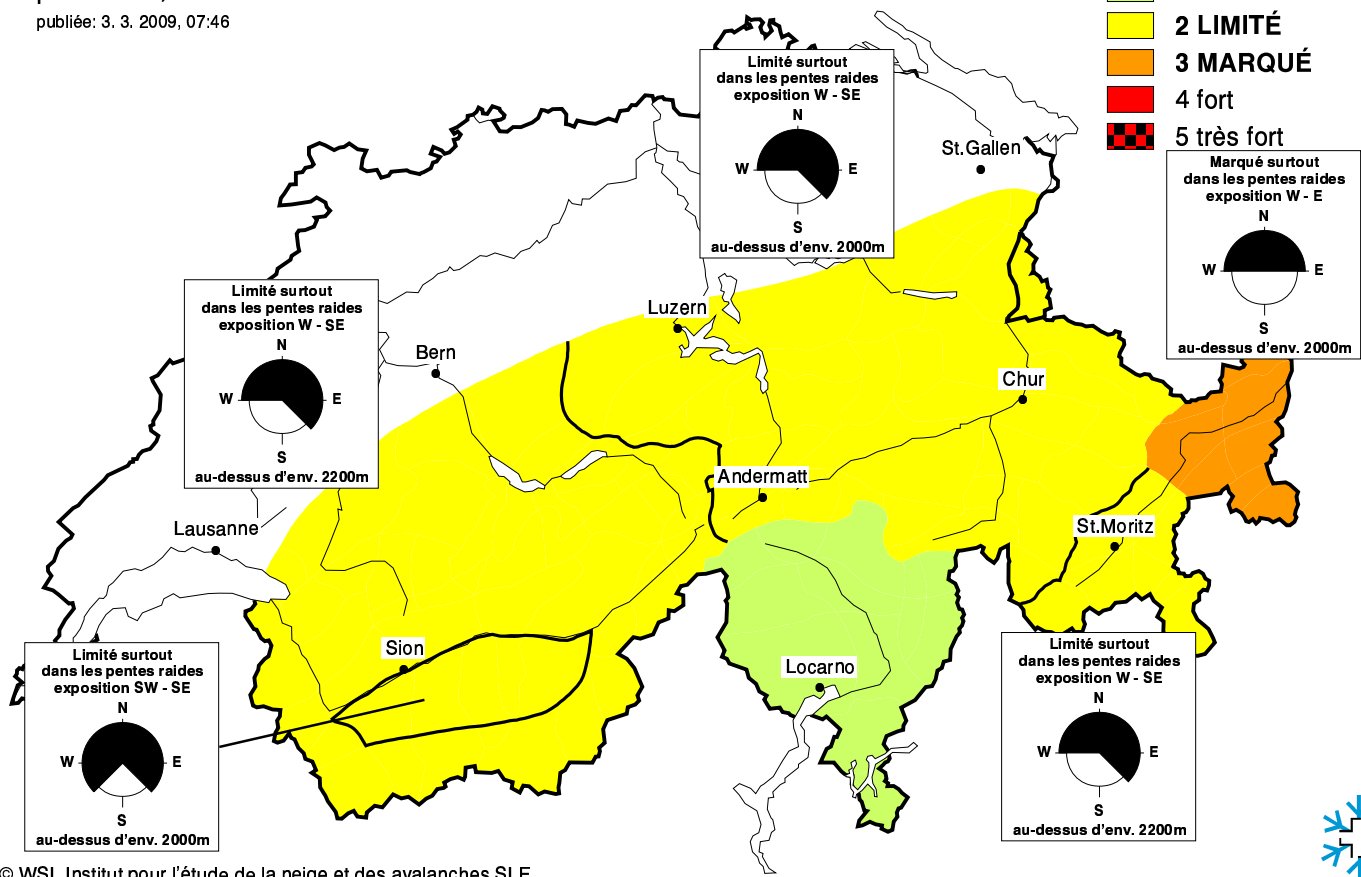 publiée: 3. 3. 2009, 07:46
2 LIMITÉ
3 MARQUÉ
4 fort
5 très fort
Limité surtout
dans les pentes raides
exposition W - SE
N
W
E
S
au-dessus d'env. 2000m
St.Gallen
Marqué surtout
dans les pentes raides
exposition W - E
N
W
E
S
au-dessus d'env. 2000m
Limité surtout
dans les pentes raides
exposition W - SE
N
W
E
S
au-dessus d'env. 2200m
Luzern
Bern
Chur
Andermatt
Lausanne
St.Moritz
Sion
Locarno
Limité surtout
dans les pentes raides
exposition SW - SE
N
W
E
S
au-dessus d'env. 2000m
Limité surtout
dans les pentes raides
exposition W - SE
N
W
E
S
au-dessus d'env. 2200m
© WSL Institut pour l'étude de la neige et des avalanches SLF